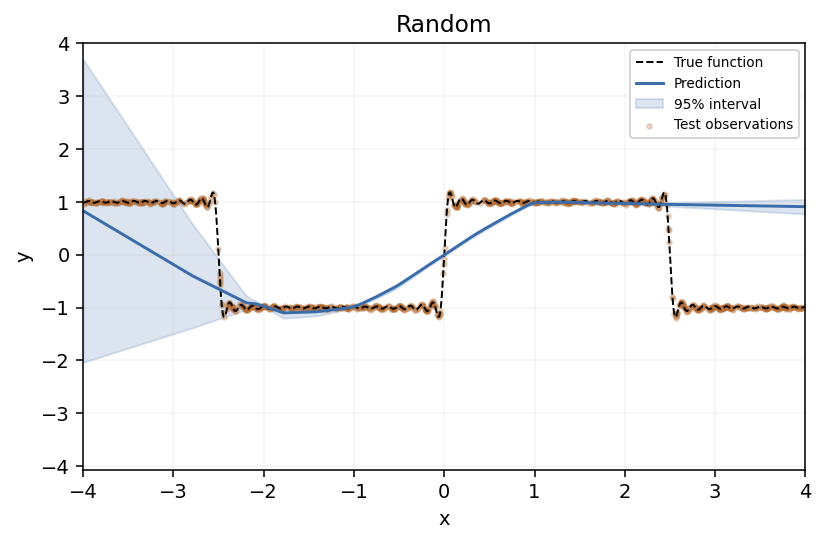 Random
True function
Prediction
95% interval
Test observations
4
3
2
1
0
−1
−2
−3
−4
y
−4
−3
−2
−1
0
1
2
3
4
x